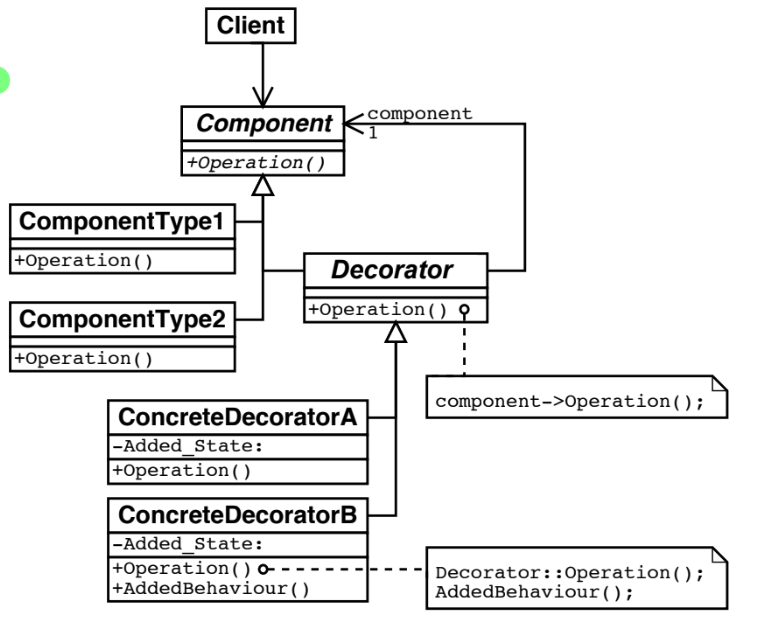 Client
Component
component
1
+Operation()
ComponentType1
+Operation()
Decorator
+Operation()
ComponentType2
+Operation()
component->Operation();
ConcreteDecoratorA
-Added_State:
+Operation()
ConcreteDecoratorB
-Added_State:
+Operation()
+AddedBehaviour()
Decorator::Operation();
AddedBehaviour();